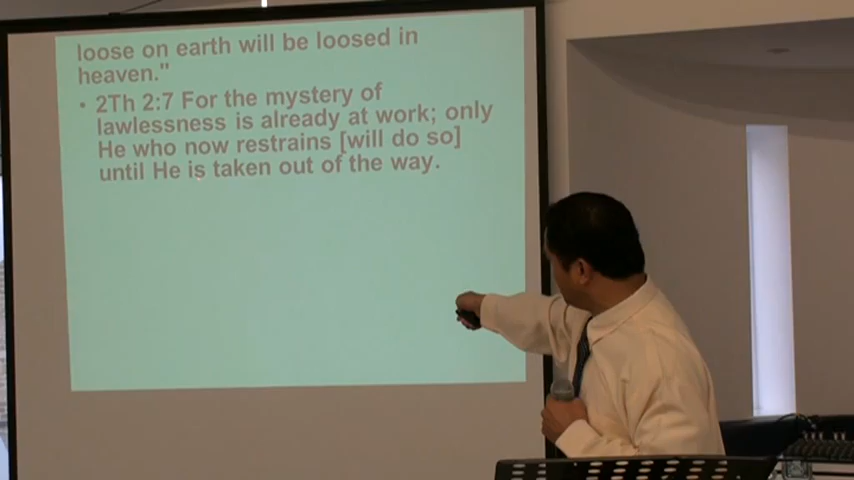 loose on earth will be loosed in
heaven."
• 2Th 2:7 For the mystery of
lawlessness is already at work; only
He who now restrains [will do so]
until He is taken out of the way.